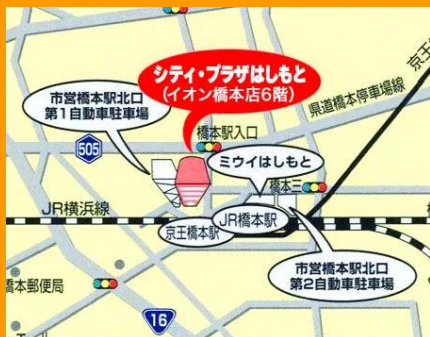 シティ・プラザはしもと
(イオン橋本店6階)
市営橋本駅北口
第1自動車駐車場
県道橋本停車場線
京王
505
橋本駅入口
ミウイはしもと
橋本二
JR横浜線
京王橋本駅
JR橋本駅
市営橋本駅北口
第2自動車駐車場
橋本郵便局
16